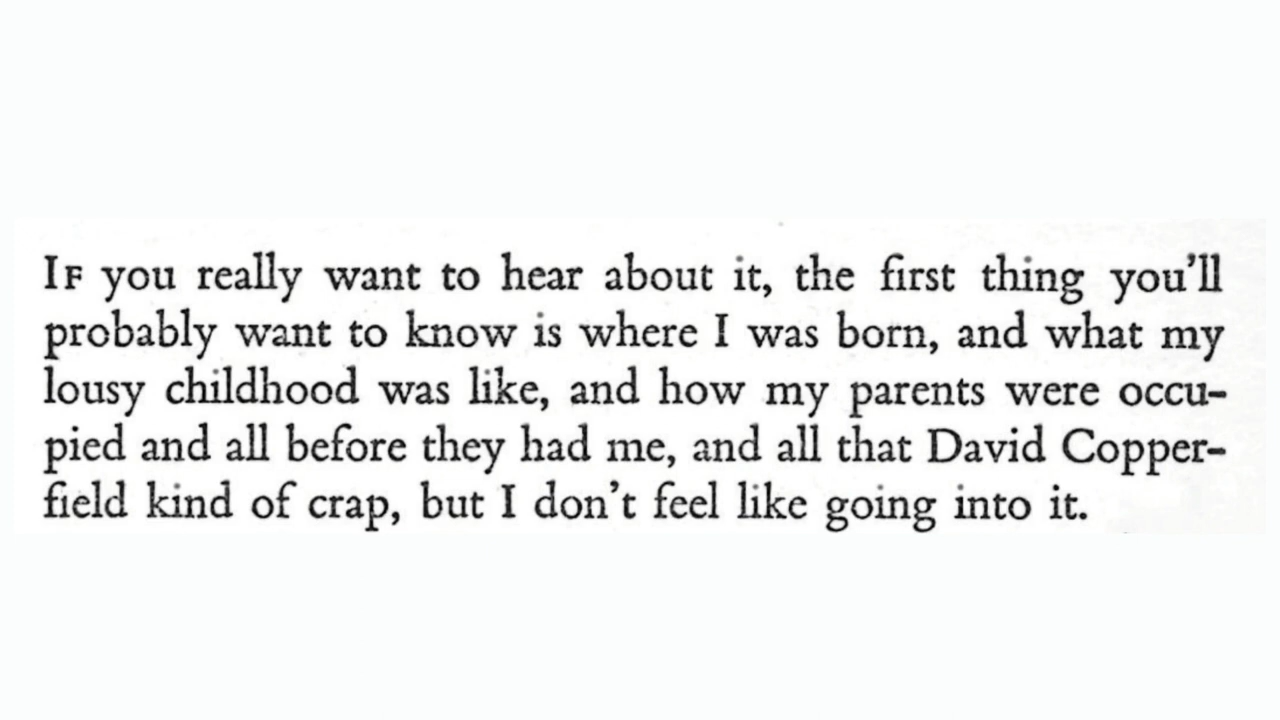 IF you really want to hear about it, the first thing you'll
probably want to know is where I was born, and what my
lousy childhood was like, and how my parents were occu-
pied and all before they had me, and all that David Copper-
field kind of crap, but I don't feel like going into it.